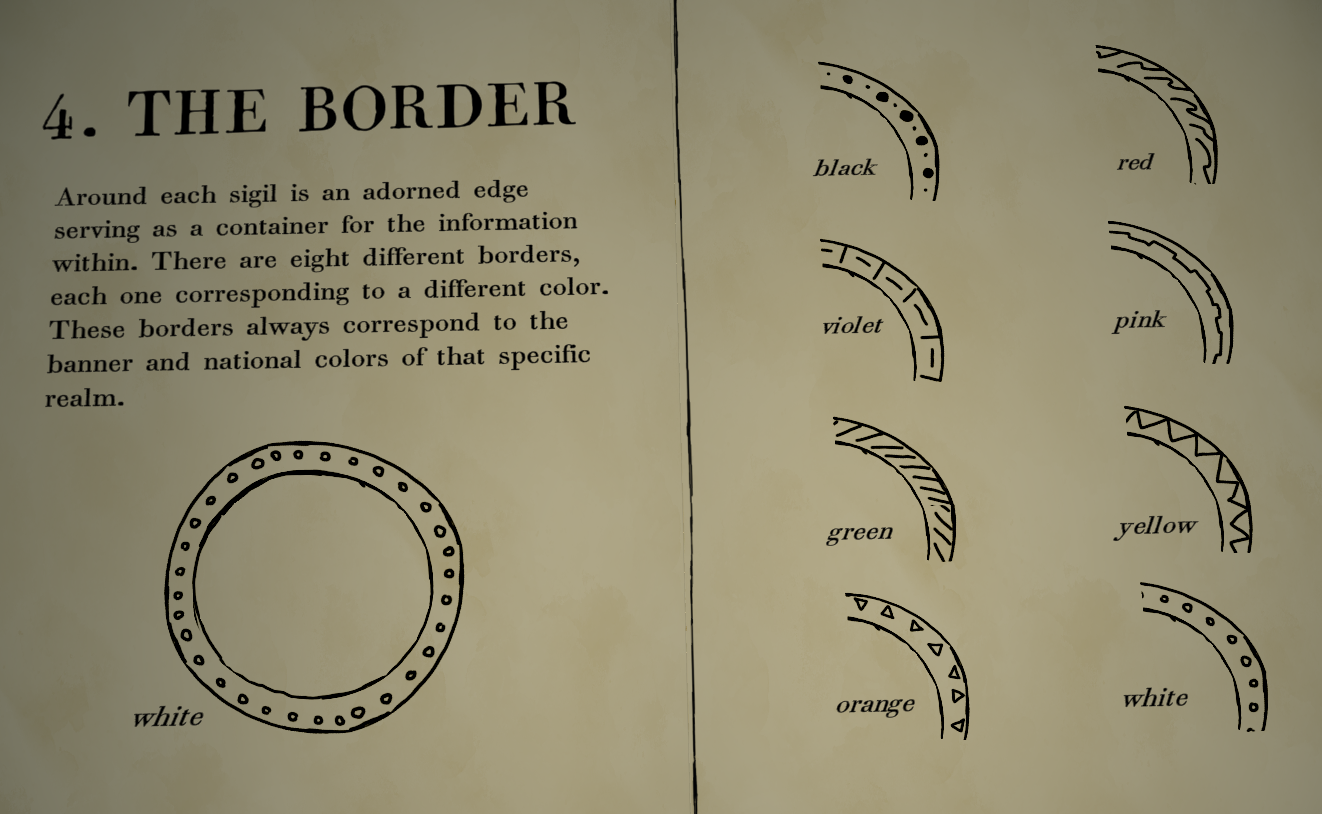 4. THE BORDER
Around each sigil is an adorned edge
serving as a container for the information
within. There are eight different borders,
each one corresponding to a different color.
These borders always correspond to the
banner and national colors of that specific
realm.
white
black
red
violet
pink
green
yellow
orange
white